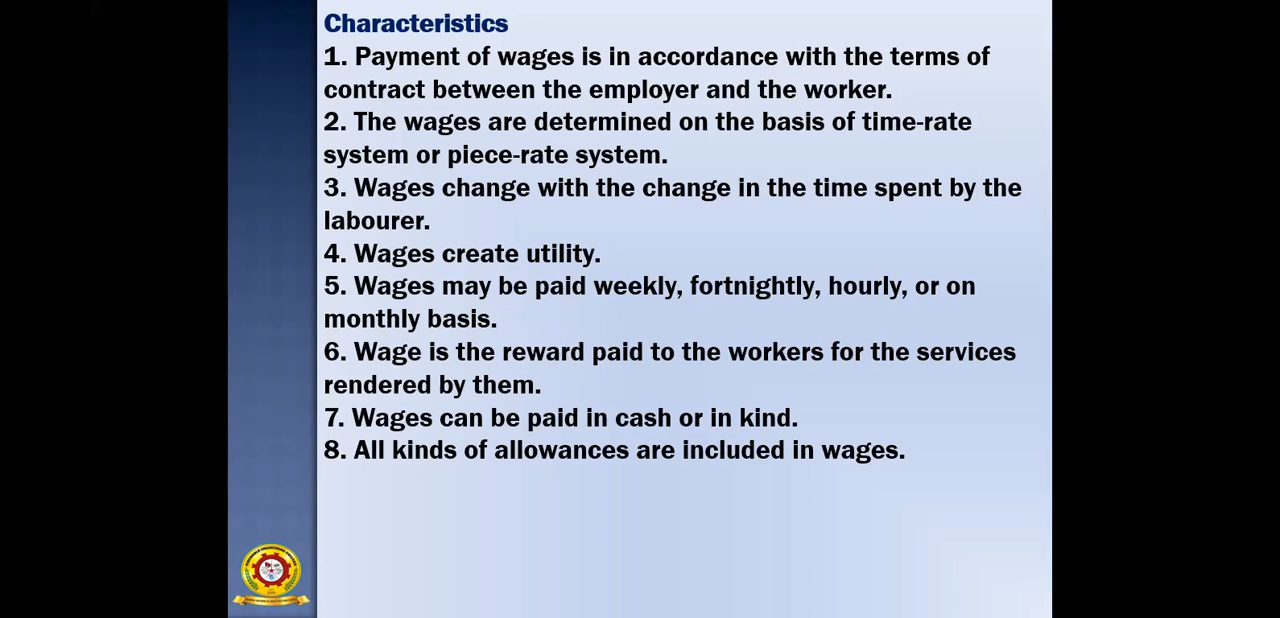 Characteristics
1. Payment of wages is in accordance with the terms of
contract between the employer and the worker.
2. The wages are determined on the basis of time-rate
system or piece-rate system.
3. Wages change with the change in the time spent by the
labourer.
4. Wages create utility.
5. Wages may be paid weekly, fortnightly, hourly, or on
monthly basis.
6. Wage is the reward paid to the workers for the services
rendered by them.
7. Wages can be paid in cash or in kind.
8. All kinds of allowances are included in wages.